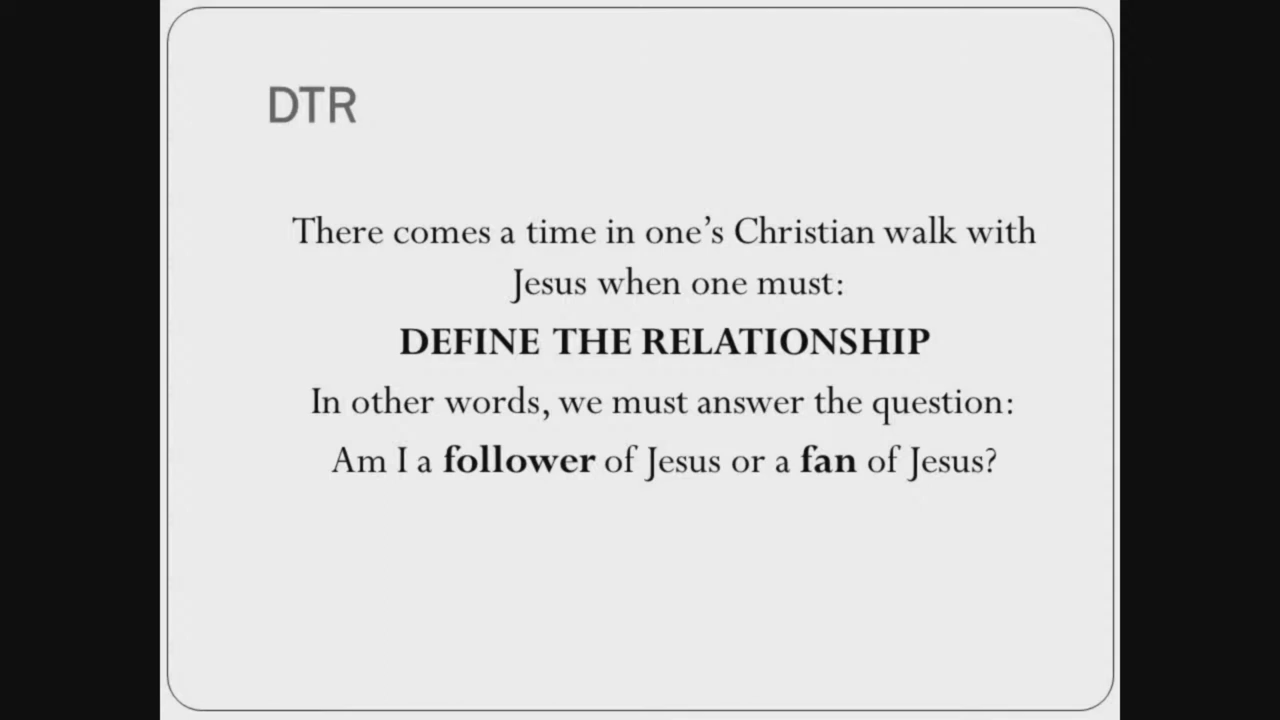 DTR
There comes a time in one’s Christian walk with
Jesus when one must:
DEFINE THE RELATIONSHIP
In other words, we must answer the question:
Am I a follower of Jesus or a fan of Jesus?